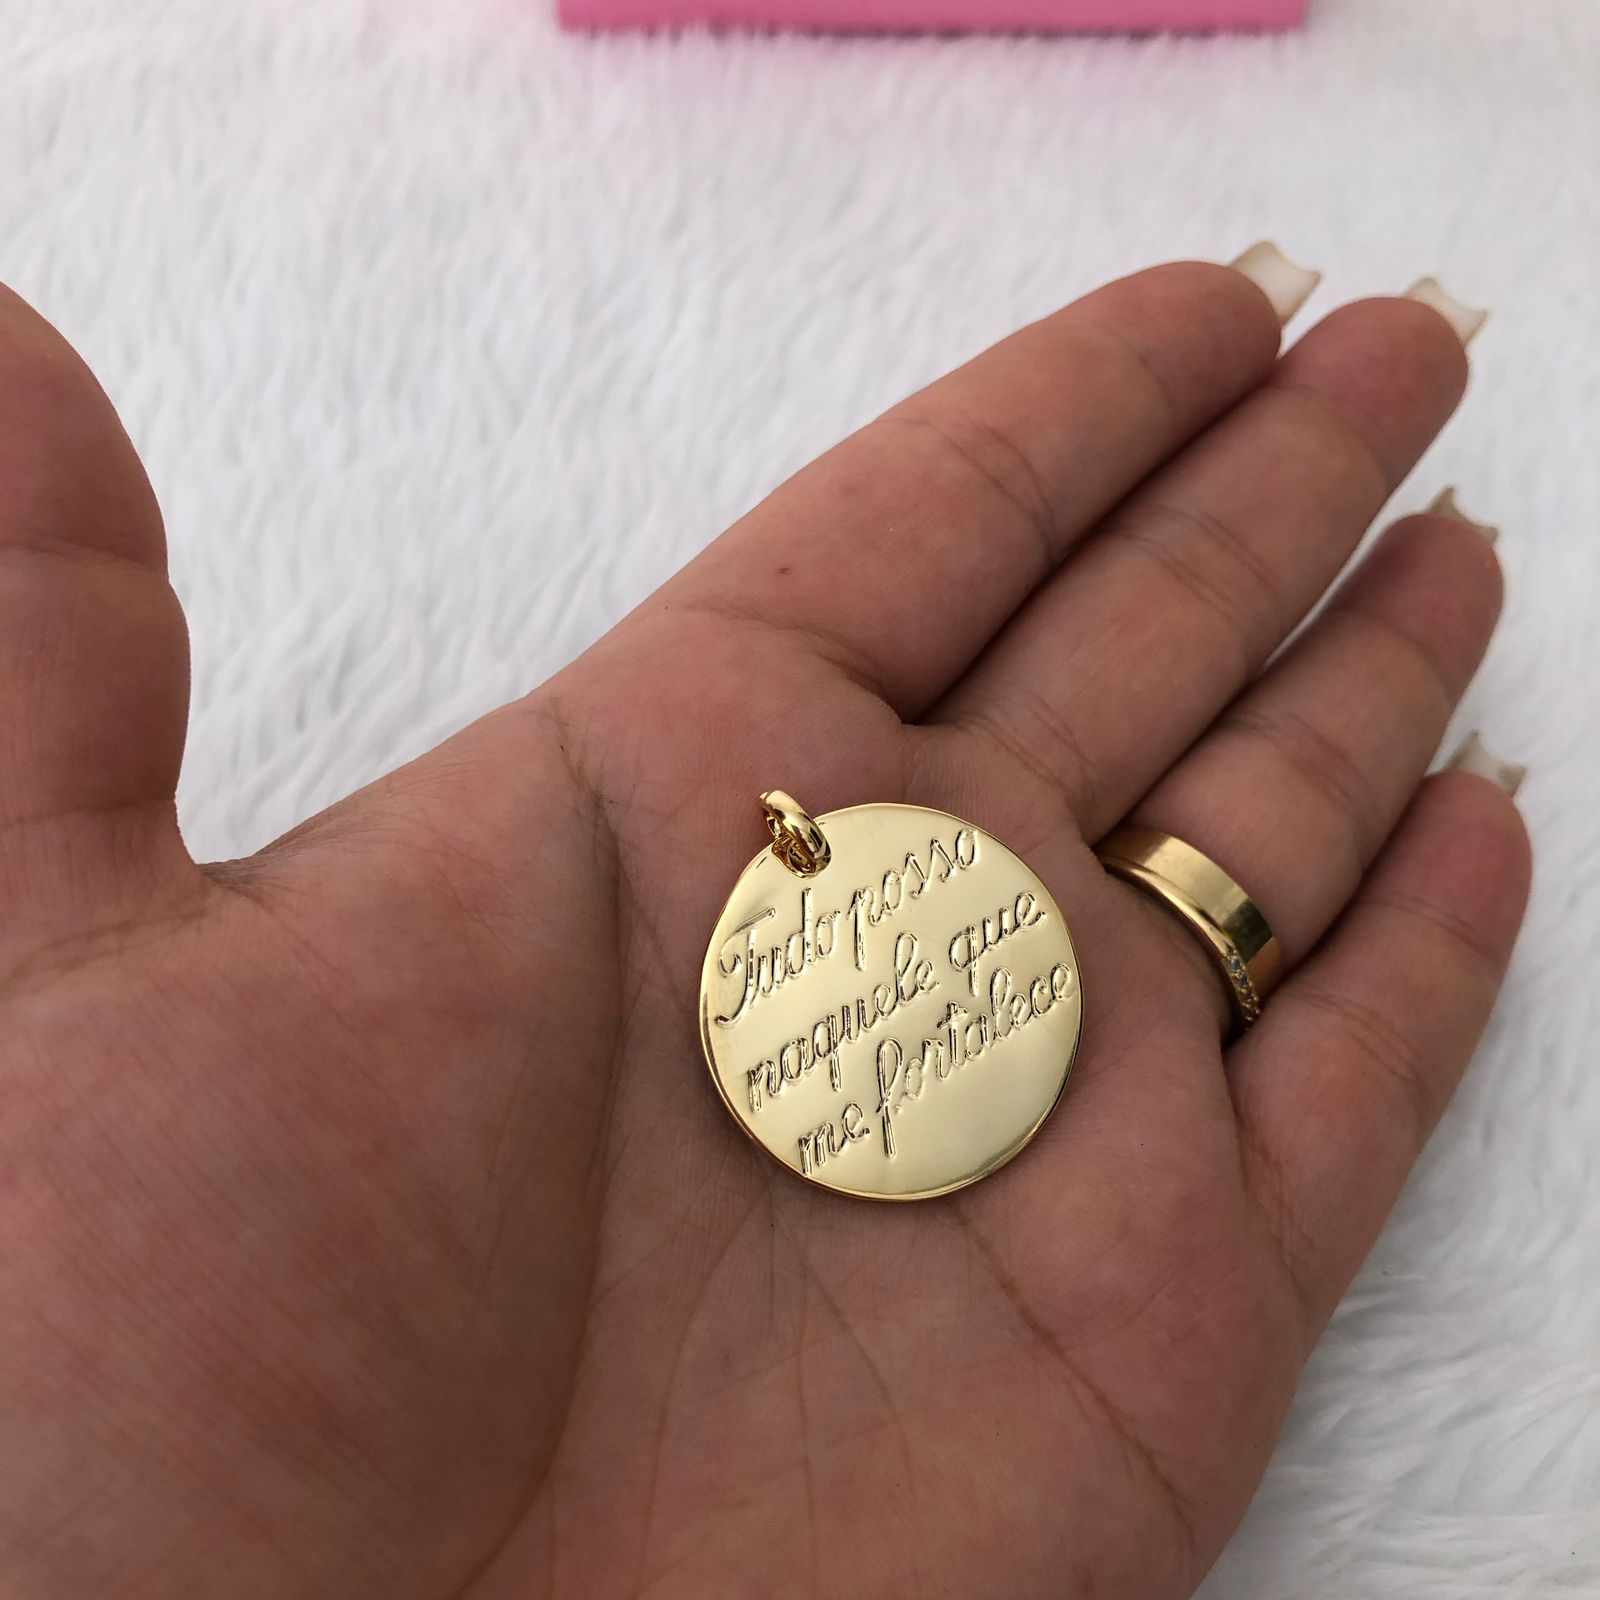 Tudo posso
naquele que
me fortalece